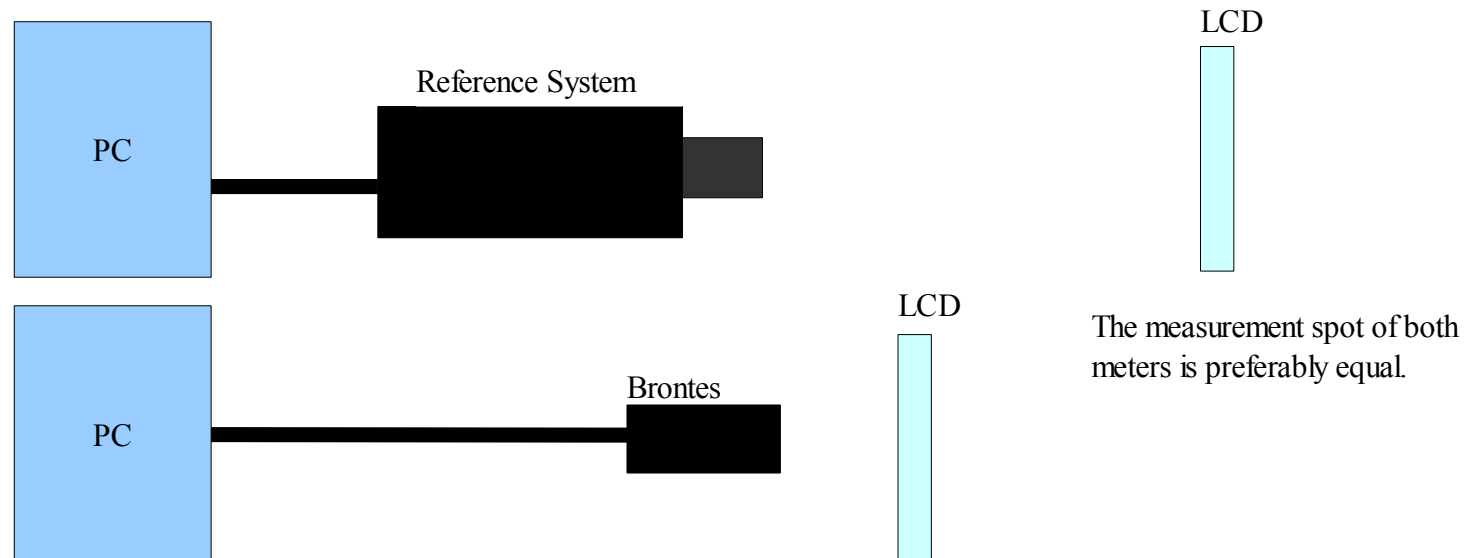 LCD
Reference System
PC
LCD
The measurement spot of both
meters is preferably equal.
Brontes
PC